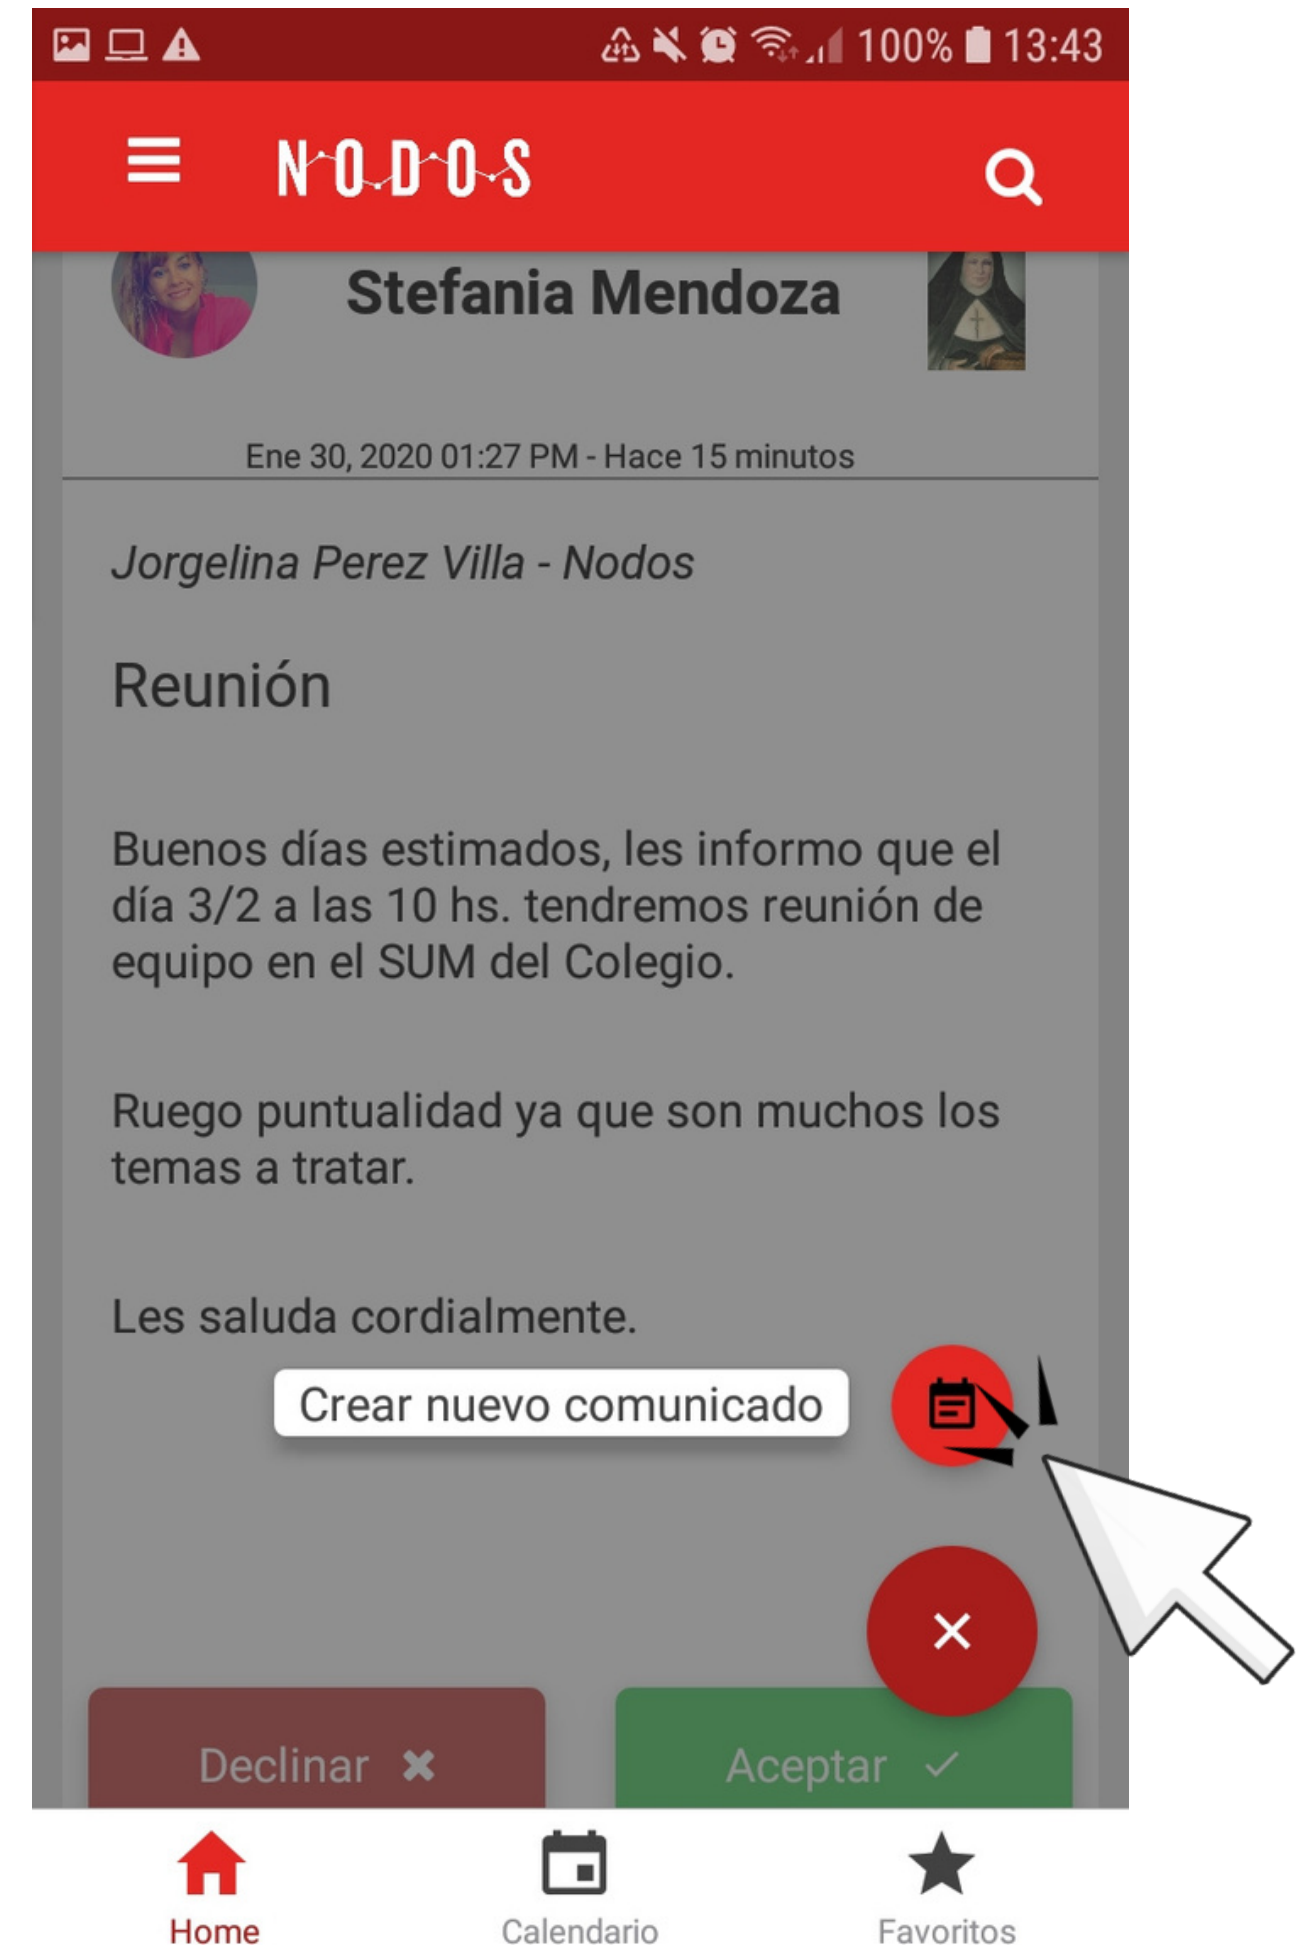 100% 13:43
NODOS
Stefania Mendoza
Ene 30, 2020 01:27 PM - Hace 15 minutos
Jorgelina Perez Villa - Nodos
Reunión
Buenos días estimados, les informo que el
día 3/2 a las 10 hs. tendremos reunión de
equipo en el SUM del Colegio.
Ruego puntualidad ya que son muchos los
temas a tratar.
Les saluda cordialmente.
Crear nuevo comunicado
Declinar
Aceptar
Home
Calendario
Favoritos